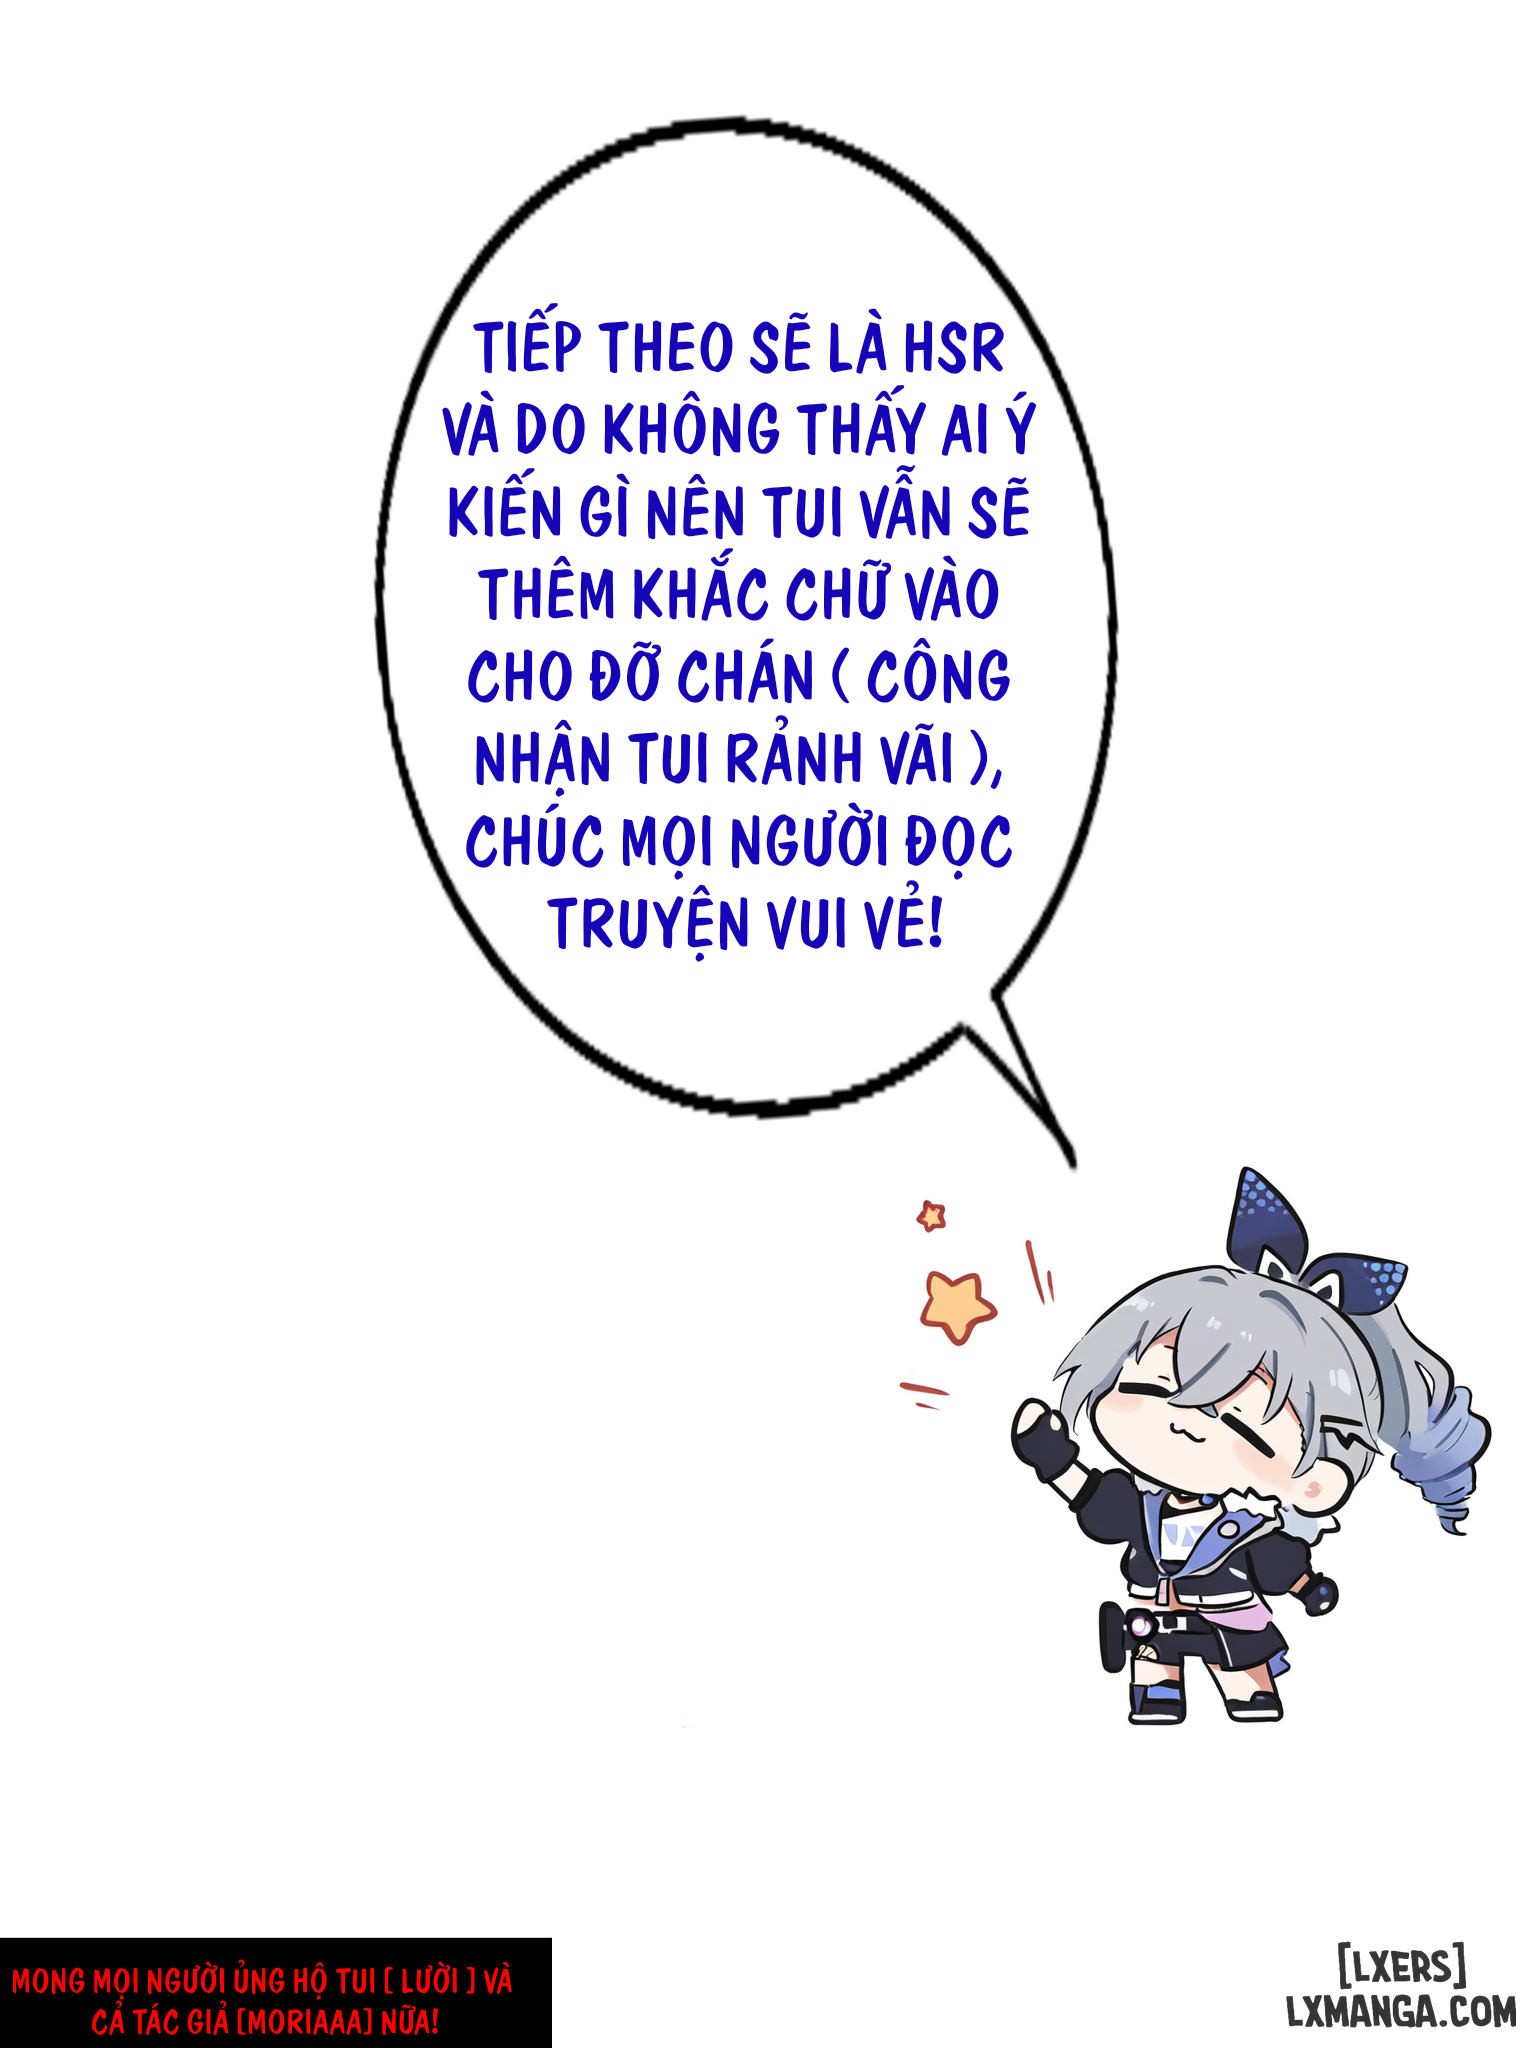 TIẾP THEO SẼ LÀ HSR
VÀ DO KHÔNG THẤY AI Ý
KIẾN GÌ NÊN TUI VẪN SẼ
THÊM KHẮC CHỮ VÀO
CHO ĐỠ CHÁN ( CÔNG
NHẬN TUI RẢNH VÃI ),
CHÚC MỌI NGƯỜI ĐỌC
TRUYỆN VUI VẺ!
MONG MỌI NGƯỜI ỦNG HỘ TUI [ LƯỜI ] VÀ
CẢ TÁC GIẢ [MORIAAA] NỮA!
[LXERS]
LXMANGA.COM